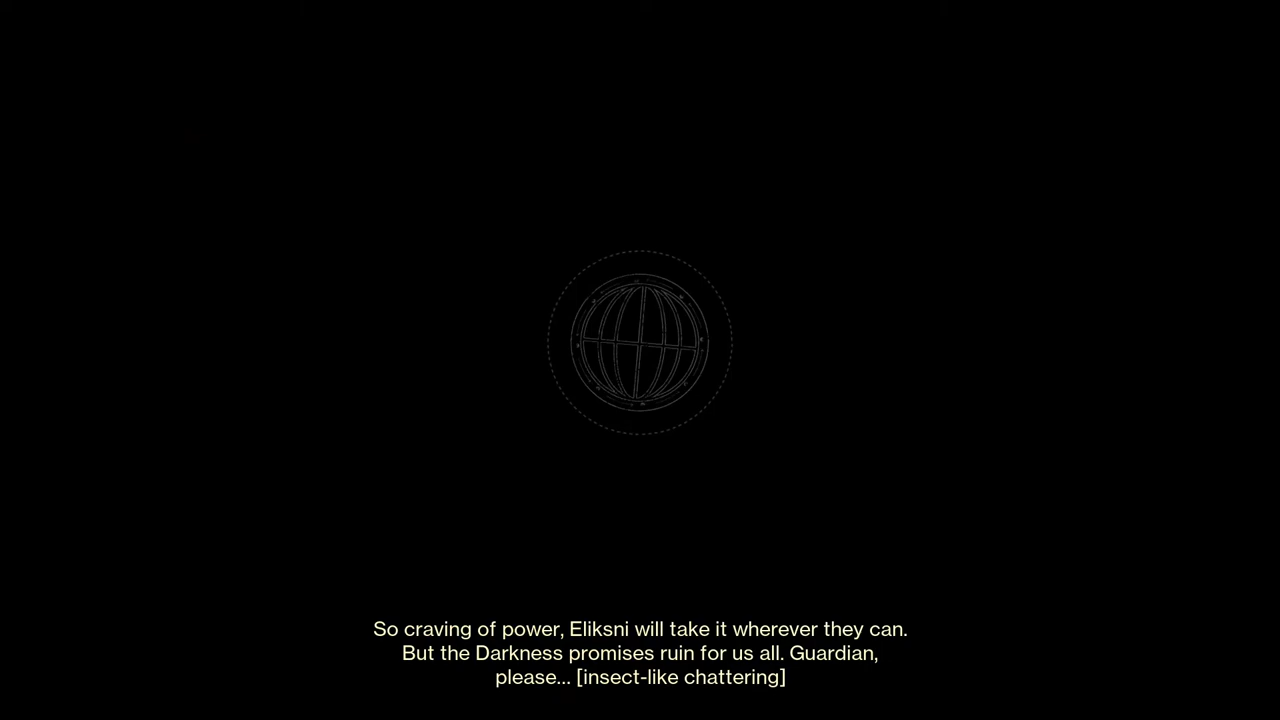 So craving of power, Eliksni will take it wherever they can.
But the Darkness promises ruin for us all. Guardian,
please... [insect-like chattering]